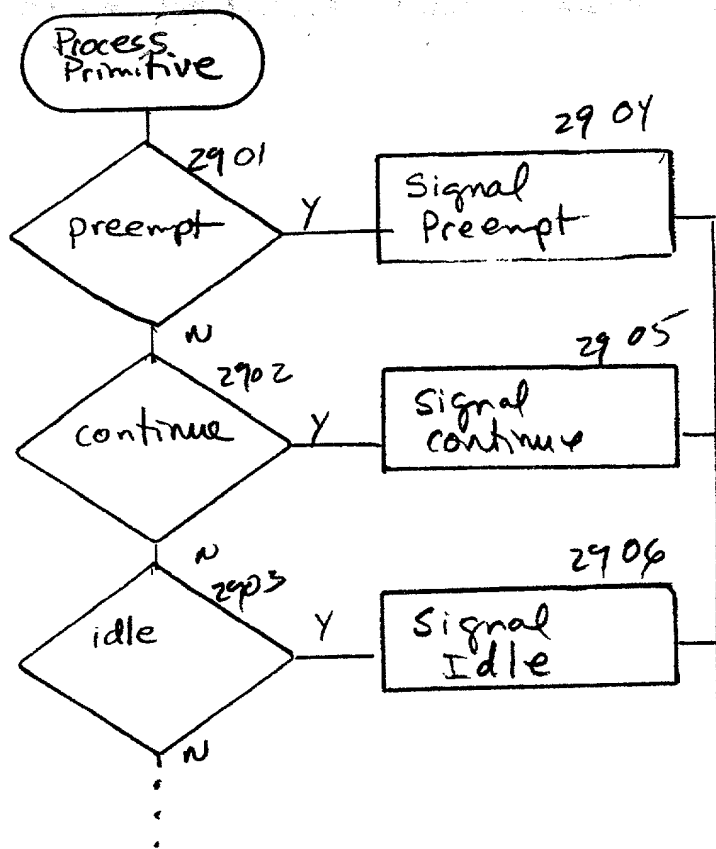 Process
Primitive
2901
preempt
Y
2904
Signal
Preempt
N
2902
continue
Y
2905
Signal
continue
N
2903
idle
Y
2906
Signal
Idle
N